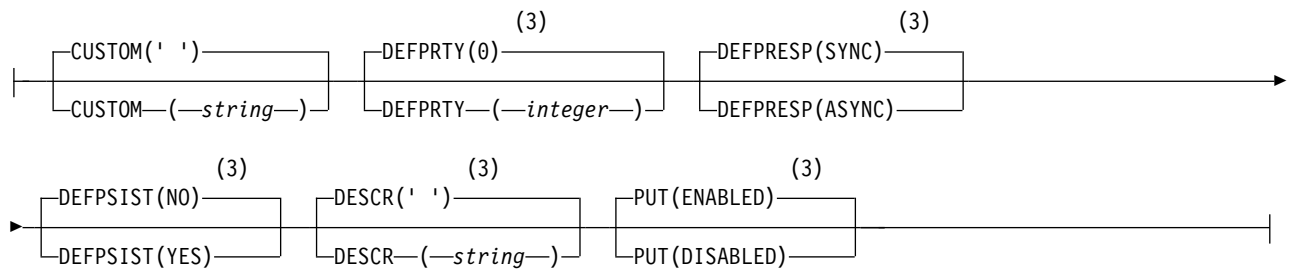 (3) (3)
CUSTOM(' ') DEFPRTY(0) DEFPRESP(SYNC)
CUSTOM(string) DEFPRTY(integer) DEFPRESP(ASYNC)
(3) (3) (3)
DEFPSIST(NO) DESCR(' ') PUT(ENABLED)
DEFPSIST(YES) DESCR(string) PUT(DISABLED)